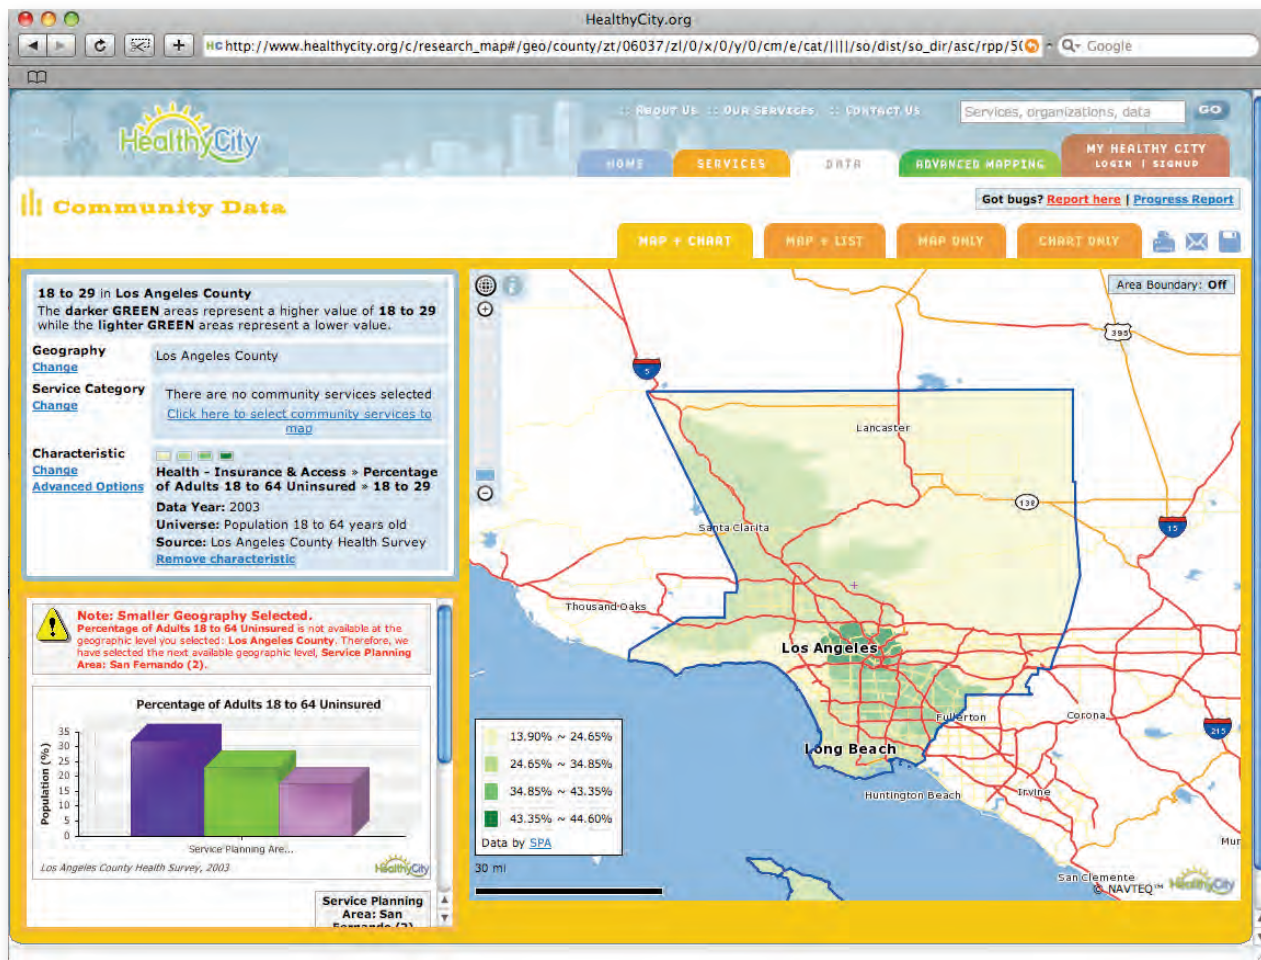 HealthyCity.org
HC http://www.healthycity.org/c/research_map#/geo/county/zt/06037/zl/0/x/0/y/0/cm/e/cat/||||/so/dist/so_dir/asc/rpp/5
Google
HealthyCity
:: About Us :: Our Services :: Contact Us
Services, organizations, data
GO
HOME
SERVICES
DATA
ADVANCED MAPPING
MY HEALTHY CITY
LOGIN | SIGNUP
Community Data
Got bugs? Report here | Progress Report
MAP + CHART
MAP + LIST
MAP ONLY
CHART ONLY
18 to 29 in Los Angeles County
The darker GREEN areas represent a higher value of 18 to 29
while the lighter GREEN areas represent a lower value.
Geography
Change
Los Angeles County
Service Category
Change
There are no community services selected
Click here to select community services to
map
Characteristic
Change
Advanced Options
Health - Insurance & Access » Percentage
of Adults 18 to 64 Uninsured » 18 to 29
Data Year: 2003
Universe: Population 18 to 64 years old
Source: Los Angeles County Health Survey
Remove characteristic
Note: Smaller Geography Selected.
Percentage of Adults 18 to 64 Uninsured is not available at the
geographic level you selected: Los Angeles County. Therefore, we
have selected the next available geographic level, Service Planning
Area: San Fernando (2).
Percentage of Adults 18 to 64 Uninsured
Population (%)
35
30
25
20
15
10
5
0
Service Planning Are...
Los Angeles County Health Survey, 2003
HealthyCity
Service Planning
Area: San
Fernando (2)
Area Boundary: Off
395
5
Lancaster
138
15
Santa Clarita
Thousand Oaks
Los Angeles
Fullerton
Corona
215
Long Beach
Huntington Beach
Irvine
Mur
San Clemente
13.90% ~ 24.65%
24.65% ~ 34.85%
34.85% ~ 43.35%
43.35% ~ 44.60%
Data by SPA
30 mi
© NAVTEQ™
HealthyCity